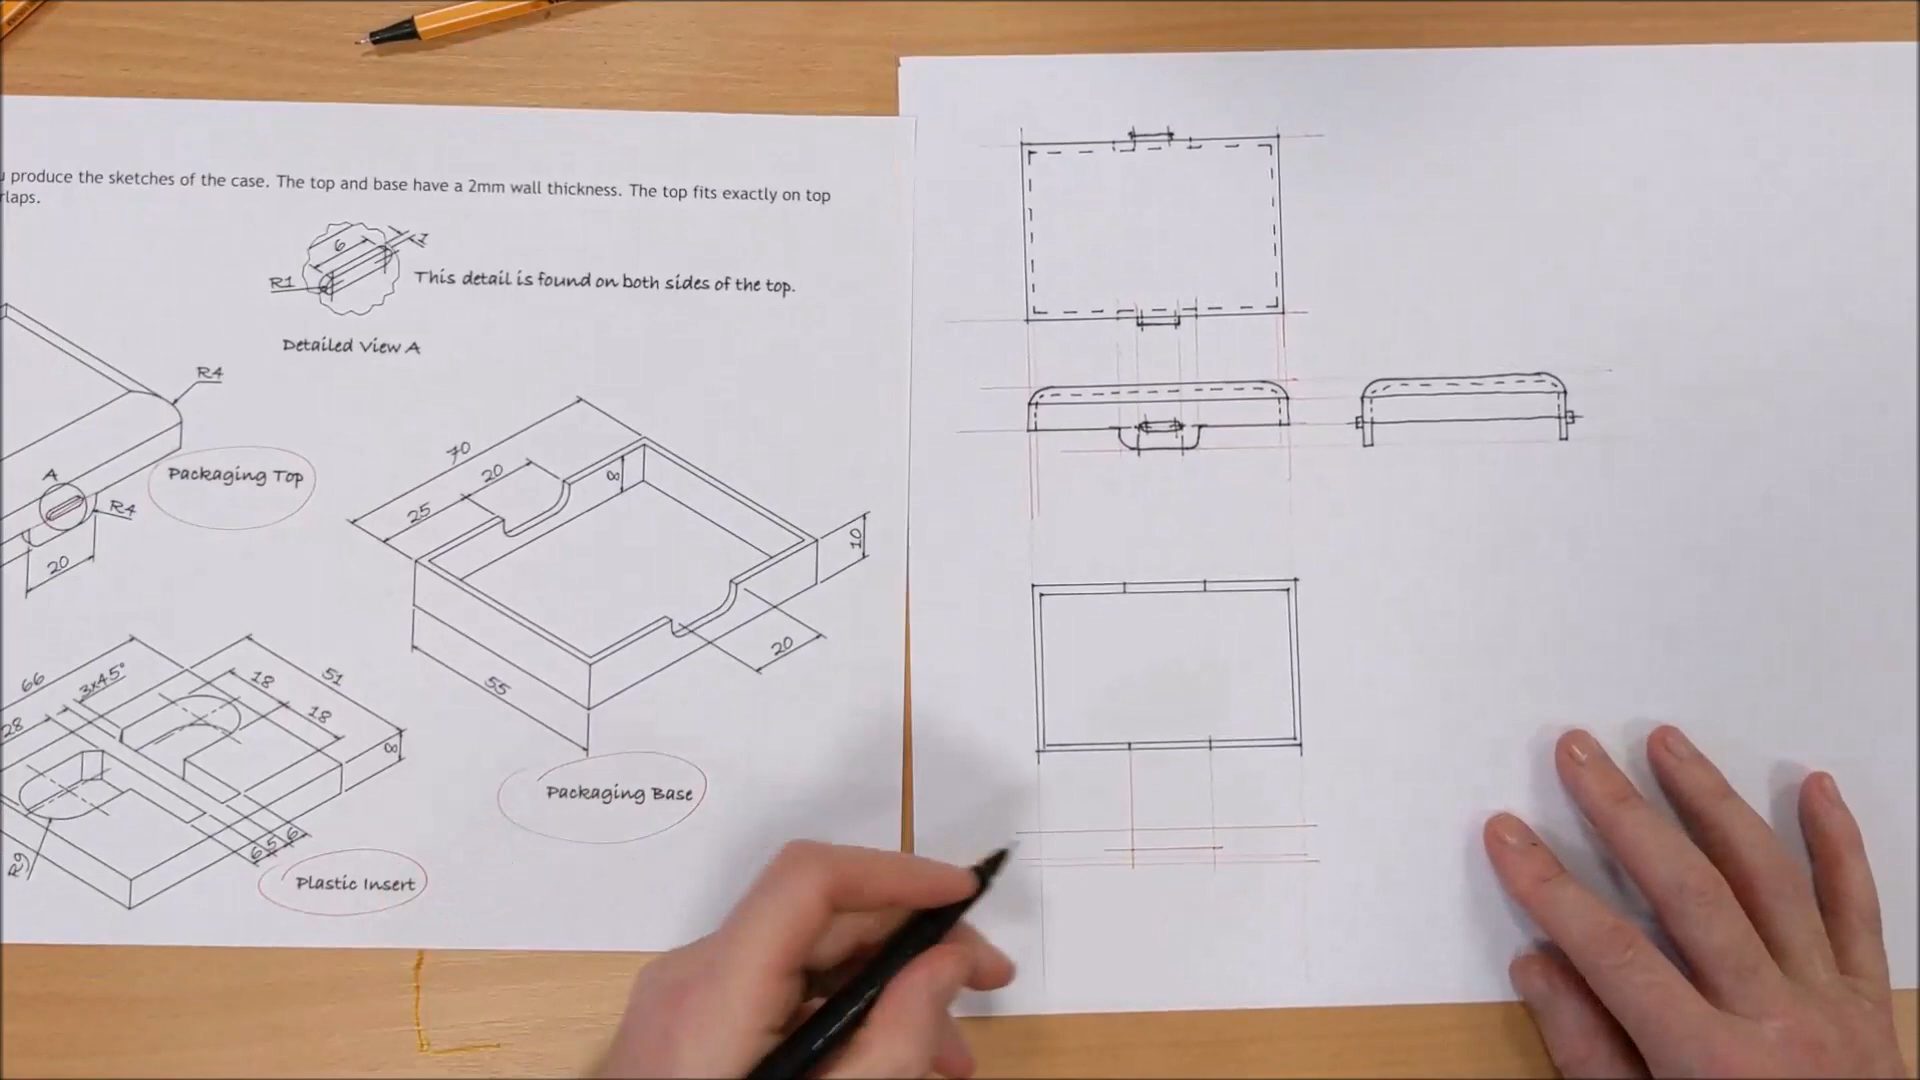 produce the sketches of the case. The top and base have a 2mm wall thickness. The top fits exactly on top
rlaps.
6
1
R1
This detail is found on both sides of the top.
Detailed View A
R4
A
Packaging Top
R4
20
70
20
25
8
10
20
55
Packaging Base
66
3x45°
28
18
51
18
8
6
5
6
R9
Plastic Insert